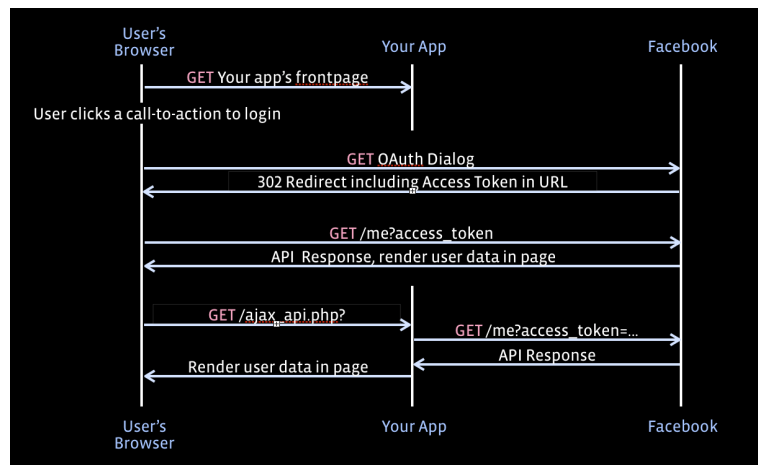 User's
Browser
Your App
Facebook
GET Your app's frontpage
User clicks a call-to-action to login
GET OAuth Dialog
302 Redirect including Access Token in URL
GET /me?access_token
API Response, render user data in page
GET /ajax_api.php?
GET /me?access_token=...
API Response
Render user data in page
User's
Browser
Your App
Facebook